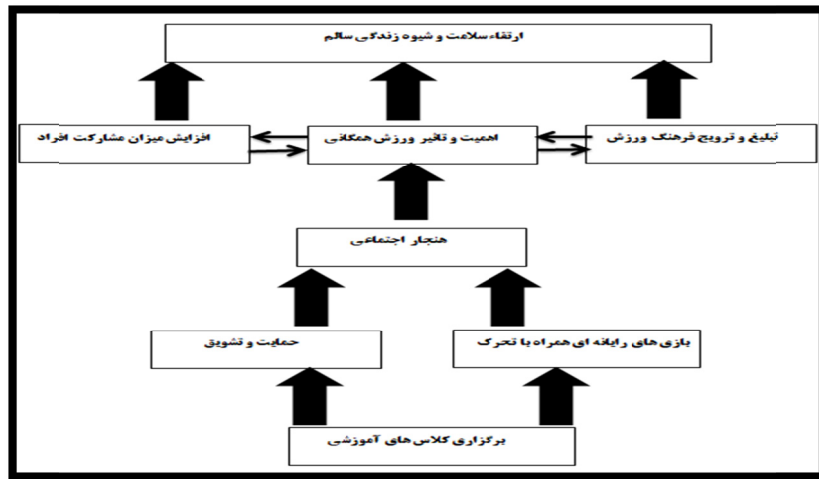 ارتقاء سلامت و شیوه زندگی سالم
تبلیغ و ترویج فرهنگ ورزش
اهمیت و تاثیر ورزش همگانی
افزایش میزان مشارکت افراد
هنجار اجتماعی
بازی های رایانه ای همراه با تحرک
حمایت و تشویق
برگزاری کلاس های آموزشی